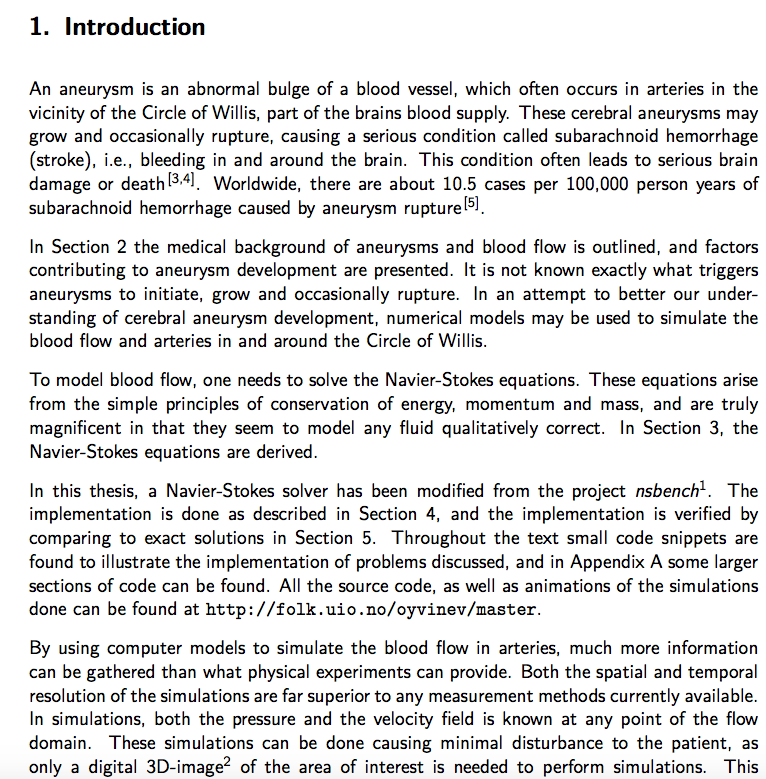 1. Introduction
An aneurysm is an abnormal bulge of a blood vessel, which often occurs in arteries in the
vicinity of the Circle of Willis, part of the brains blood supply. These cerebral aneurysms may
grow and occasionally rupture, causing a serious condition called subarachnoid hemorrhage
(stroke), i.e., bleeding in and around the brain. This condition often leads to serious brain
damage or death[3,4]. Worldwide, there are about 10.5 cases per 100,000 person years of
subarachnoid hemorrhage caused by aneurysm rupture[5].
In Section 2 the medical background of aneurysms and blood flow is outlined, and factors
contributing to aneurysm development are presented. It is not known exactly what triggers
aneurysms to initiate, grow and occasionally rupture. In an attempt to better our under-
standing of cerebral aneurysm development, numerical models may be used to simulate the
blood flow and arteries in and around the Circle of Willis.
To model blood flow, one needs to solve the Navier-Stokes equations. These equations arise
from the simple principles of conservation of energy, momentum and mass, and are truly
magnificent in that they seem to model any fluid qualitatively correct. In Section 3, the
Navier-Stokes equations are derived.
In this thesis, a Navier-Stokes solver has been modified from the project nsbench¹. The
implementation is done as described in Section 4, and the implementation is verified by
comparing to exact solutions in Section 5. Throughout the text small code snippets are
found to illustrate the implementation of problems discussed, and in Appendix A some larger
sections of code can be found. All the source code, as well as animations of the simulations
done can be found at http://folk.uio.no/oyvinev/master.
By using computer models to simulate the blood flow in arteries, much more information
can be gathered than what physical experiments can provide. Both the spatial and temporal
resolution of the simulations are far superior to any measurement methods currently available.
In simulations, both the pressure and the velocity field is known at any point of the flow
domain. These simulations can be done causing minimal disturbance to the patient, as
only a digital 3D-image² of the area of interest is needed to perform simulations. This